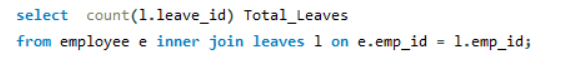 select  count(l.leave_id) Total_Leaves
from employee e inner join leaves l on e.emp_id = l.emp_id;